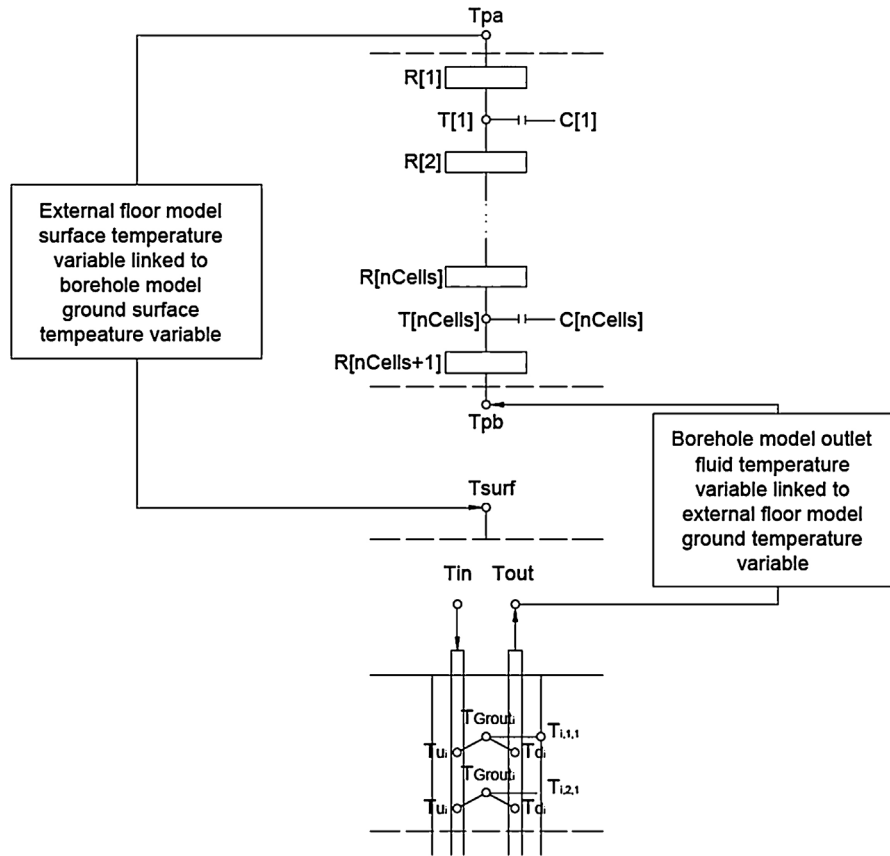 Tpa
R[1]
T[1] C[1]
R[2]
External floor model
surface temperature
variable linked to
borehole model
ground surface
tempeature variable
R[nCells]
T[nCells] C[nCells]
R[nCells+1]
Tpb
Borehole model outlet
fluid temperature
variable linked to
external floor model
ground temperature
variable
Tsurf
Tin Tout
TGrouti Ti,1,1
Tui Tdi
TGrouti Ti,2,1
Tui Tdi